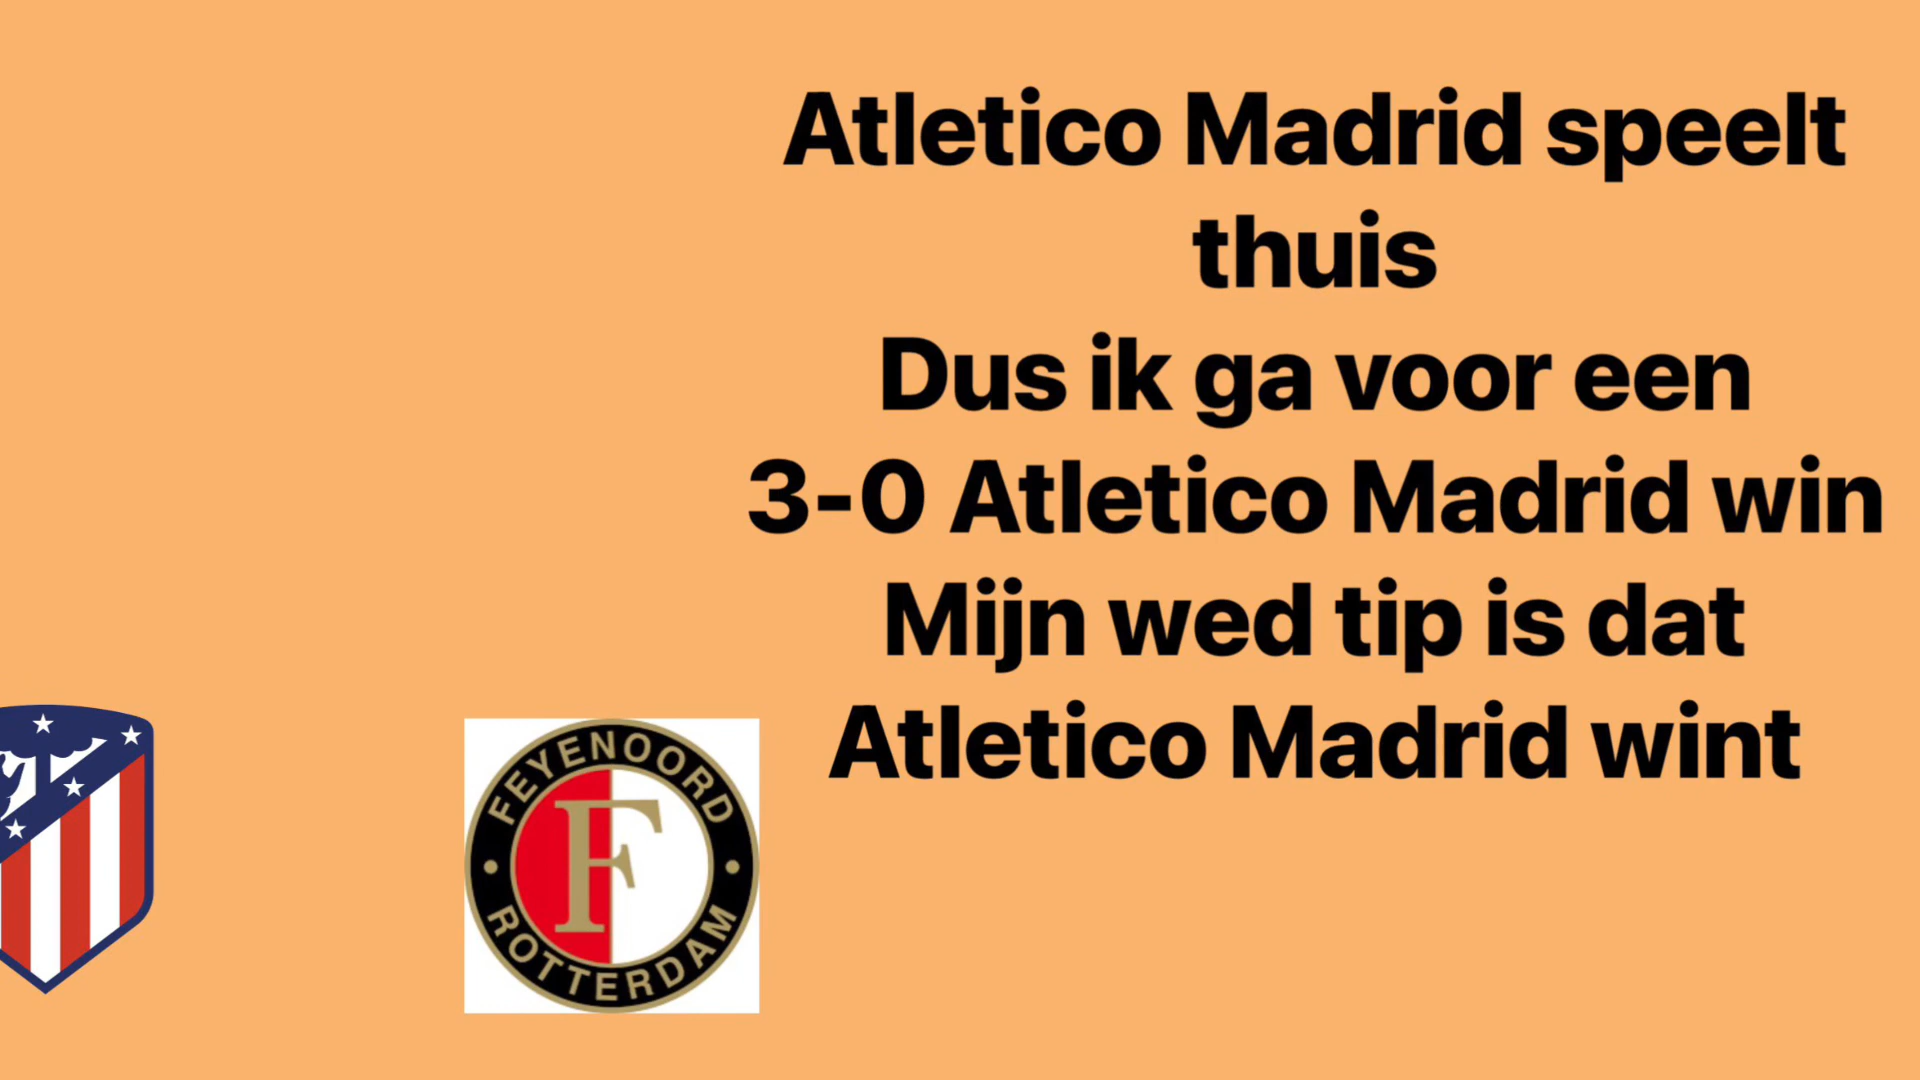 Atletico Madrid speelt
thuis
Dus ik ga voor een
3-0 Atletico Madrid win
Mijn wed tip is dat
Atletico Madrid wint
FEYENOORD
F
ROTTERDAM